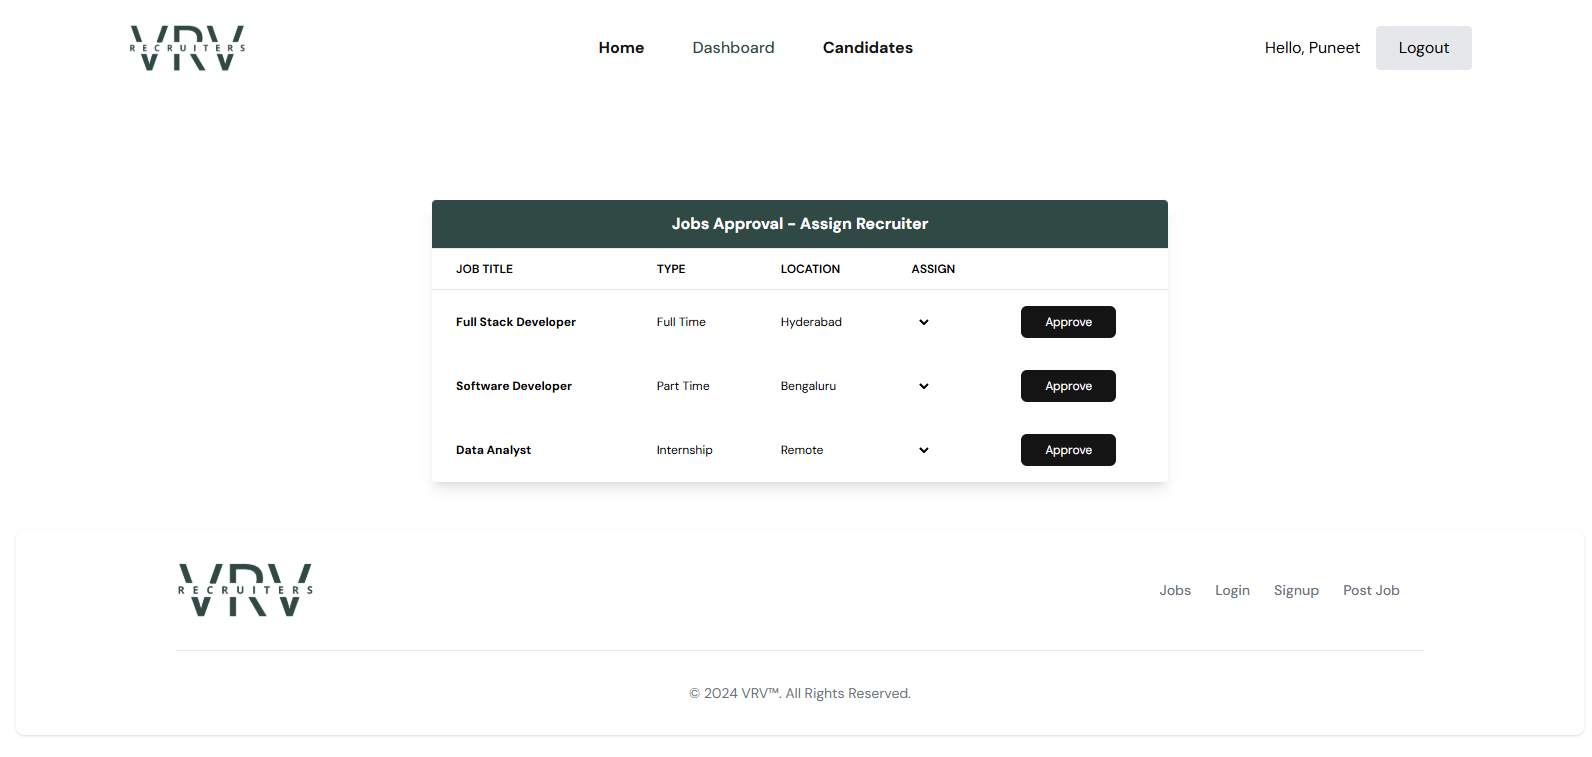 VRV
RECRUITERS
Home Dashboard Candidates
Hello, Puneet Logout
Jobs Approval - Assign Recruiter
JOB TITLE TYPE LOCATION ASSIGN
Full Stack Developer Full Time Hyderabad Approve
Software Developer Part Time Bengaluru Approve
Data Analyst Internship Remote Approve
VRV
RECRUITERS
Jobs Login Signup Post Job
© 2024 VRV™. All Rights Reserved.